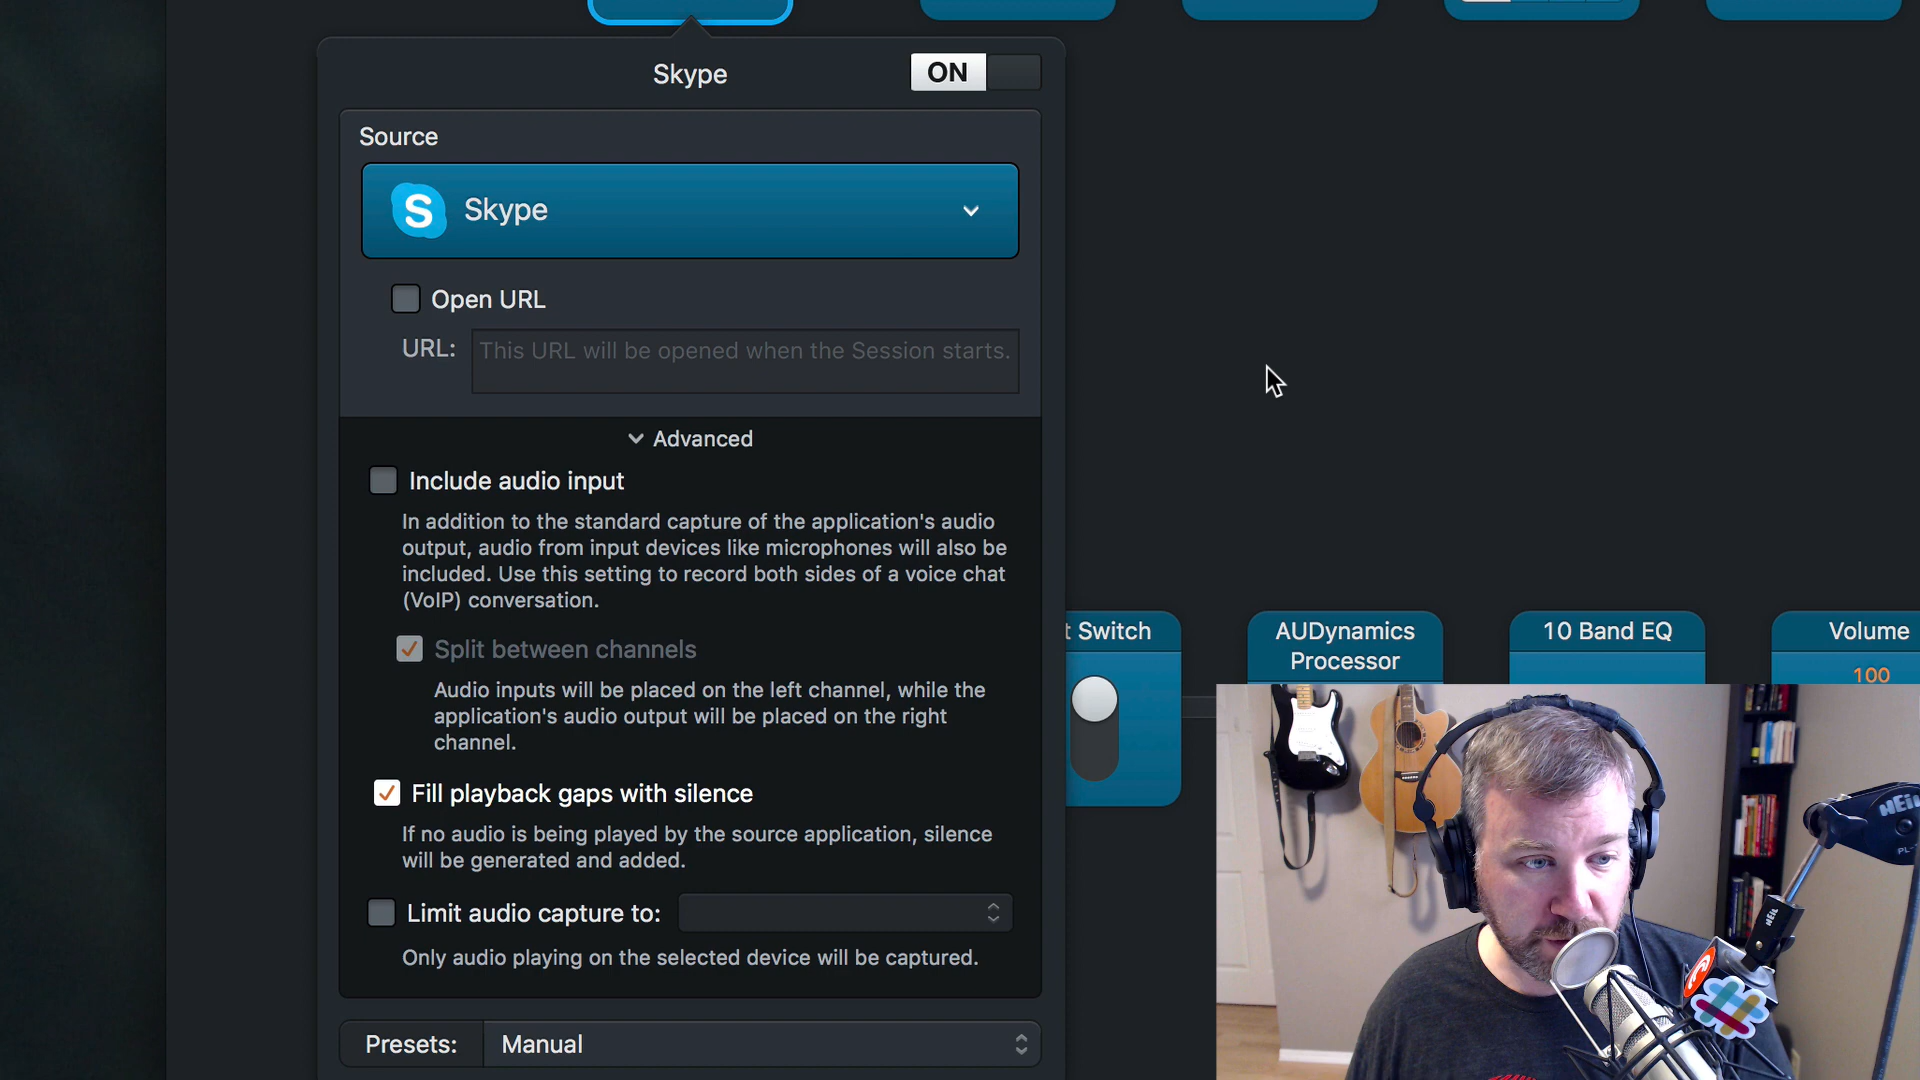 Skype
ON
Source
S Skype
Open URL
URL: This URL will be opened when the Session starts.
Advanced
Include audio input
In addition to the standard capture of the application's audio
output, audio from input devices like microphones will also be
included. Use this setting to record both sides of a voice chat
(VoIP) conversation.
Split between channels
Audio inputs will be placed on the left channel, while the
application's audio output will be placed on the right
channel.
Fill playback gaps with silence
If no audio is being played by the source application, silence
will be generated and added.
Limit audio capture to:
Only audio playing on the selected device will be captured.
Presets: Manual
t Switch
AUDynamics
Processor
10 Band EQ
Volume
100
HEiL
PL-
HEiL